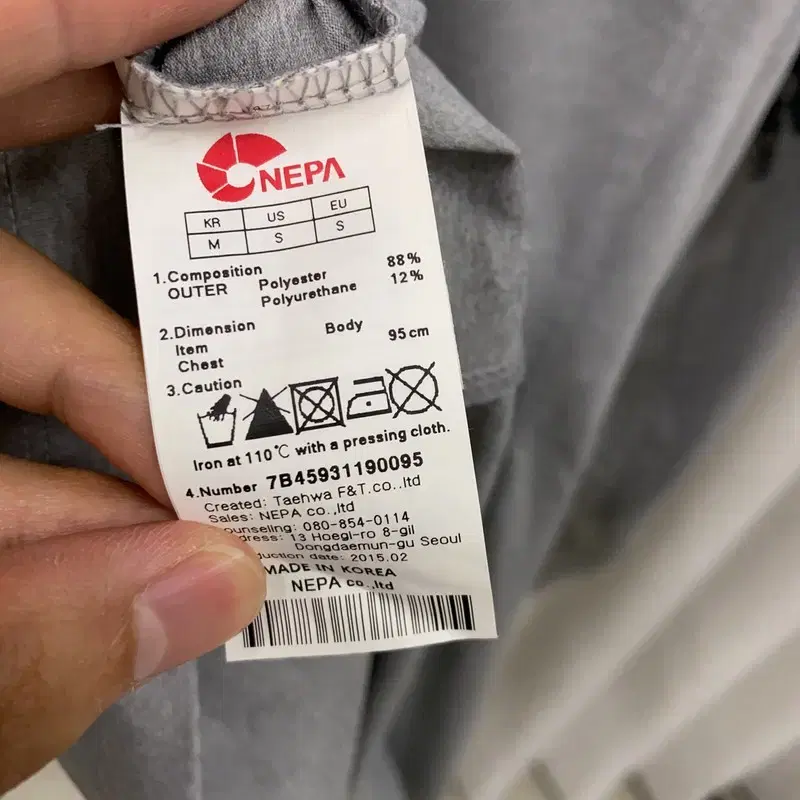 NEPA
KR US EU
M S S
1.Composition
OUTER Polyester 88%
Polyurethane 12%
2.Dimension
Item Body
Chest 95cm
3.Caution
Iron at 110℃ with a pressing cloth.
4.Number 7B45931190095
Created: Taehwa F&T.co.,ltd
Sales: NEPA co.,ltd
ounseling: 080-854-0114
dress: 13 Hoegi-ro 8-gil
Dongdaemun-gu Seoul
duction date: 2015.02
MADE IN KOREA
NEPA co.,ltd